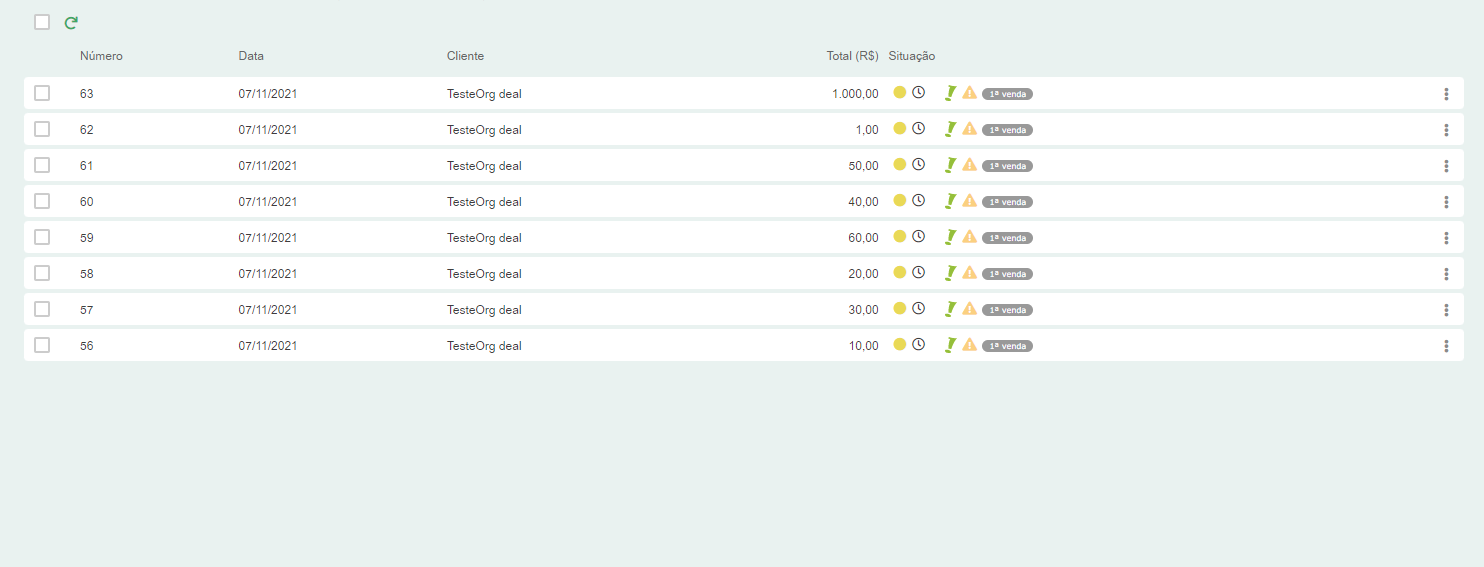 Número Data Cliente Total (R$) Situação
63 07/11/2021 TesteOrg deal 1.000,00 1ª venda
62 07/11/2021 TesteOrg deal 1,00 1ª venda
61 07/11/2021 TesteOrg deal 50,00 1ª venda
60 07/11/2021 TesteOrg deal 40,00 1ª venda
59 07/11/2021 TesteOrg deal 60,00 1ª venda
58 07/11/2021 TesteOrg deal 20,00 1ª venda
57 07/11/2021 TesteOrg deal 30,00 1ª venda
56 07/11/2021 TesteOrg deal 10,00 1ª venda